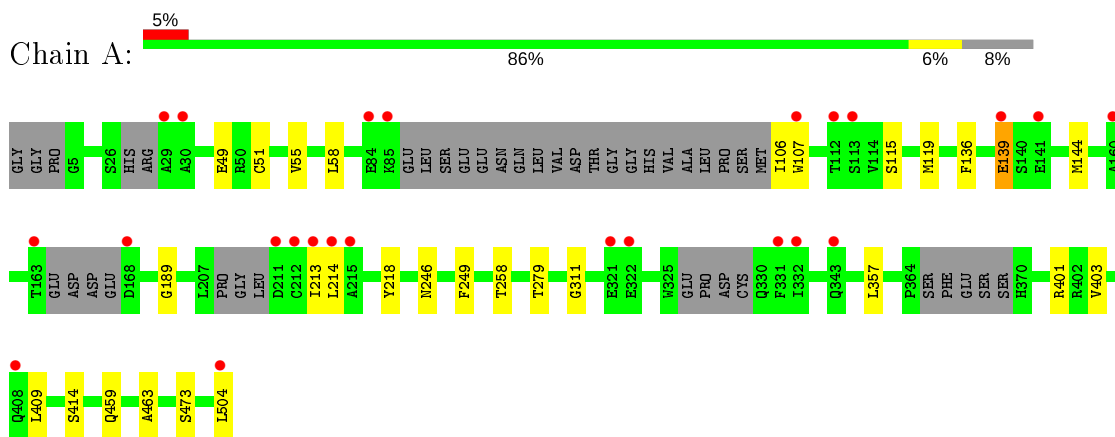 5%
Chain A:
86% 6% 8%
GLY GLY PRO G5 S26 HIS ARG A29 A30 E49 R50 C51 V55 L58 E84 K85 GLU LEU SER GLU GLU ASN GLN LEU VAL ASP THR GLY GLY HIS VAL ALA LEU PRO SER MET I106 W107 T112 S113 V114 S115 M119 F136 E139 S140 E141 M144 A160
T163 GLU ASP ASP GLU D168 G189 L207 PRO GLY LEU D211 C212 I213 L214 A215 Y218 N246 F249 T258 T279 G311 E321 E322 W325 GLU PRO ASP CYS Q330 F331 I332 Q343 L357 P364 SER PHE GLU SER SER H370 R401 R402 V403
Q408 L409 S414 Q459 A463 S473 L504